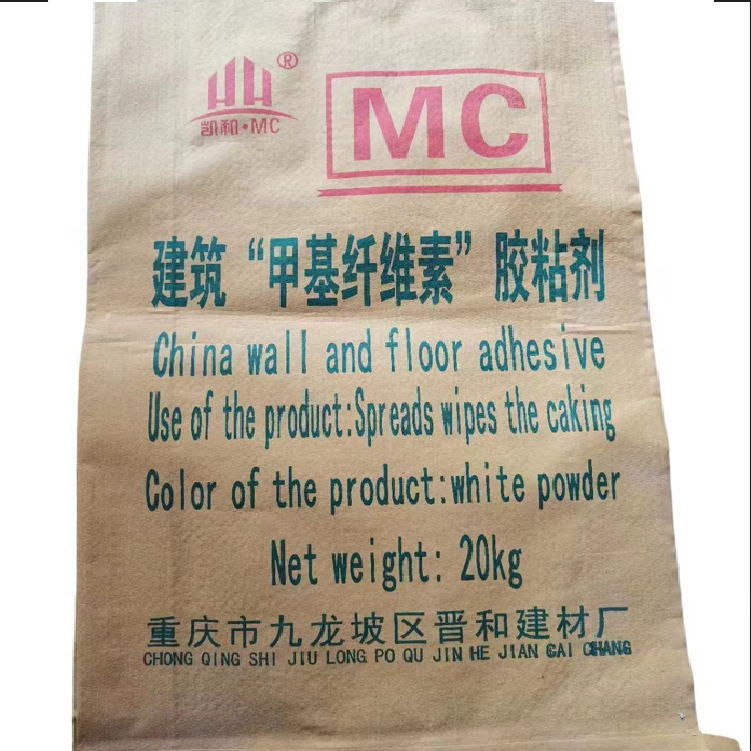 ®
凯和·MC
MC
建筑“甲基纤维素”胶粘剂
China wall and floor adhesive
Use of the product:Spreads wipes the caking
Color of the product:white powder
Net weight: 20kg
重庆市九龙坡区晋和建材厂
CHONG QING SHI JIU LONG PO QU JIN HE JIAN CAI CHANG